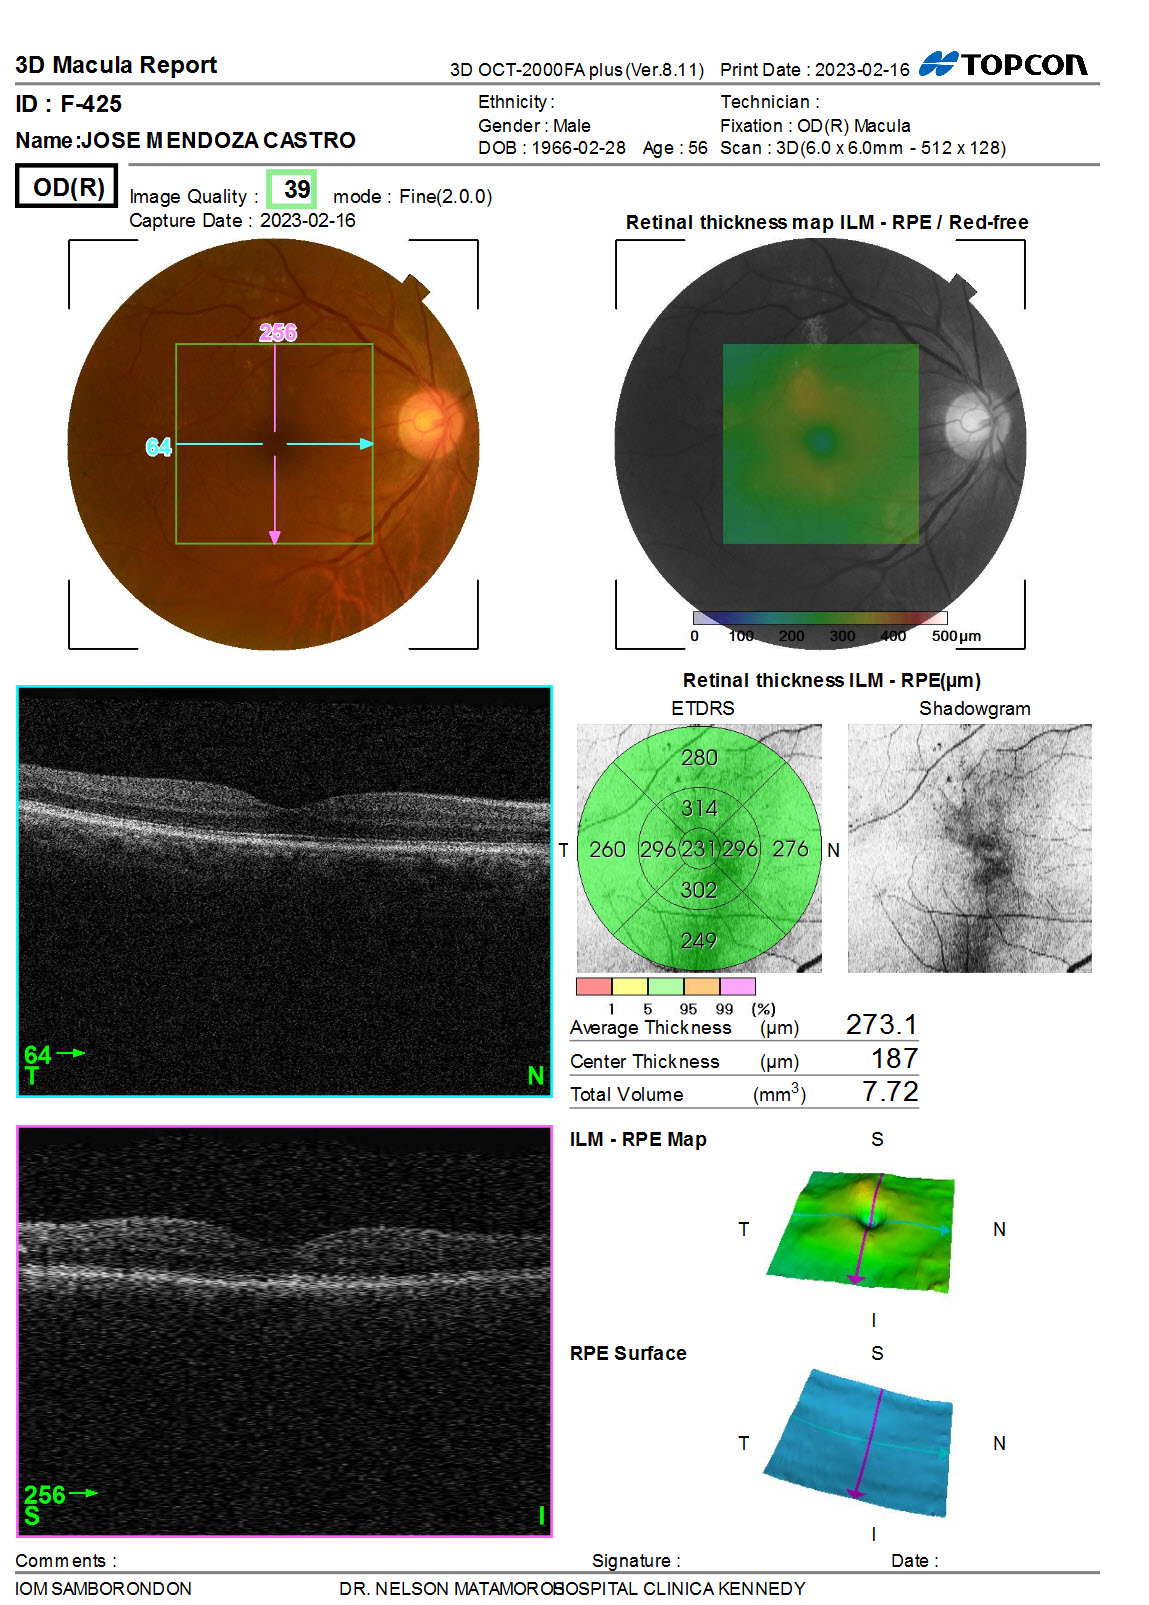 3D Macula Report
3D OCT-2000FA plus(Ver.8.11) Print Date : 2023-02-16 TOPCON
ID : F-425
Ethnicity : Technician :
Gender : Male Fixation : OD(R) Macula
Name:JOSE MENDOZA CASTRO
DOB : 1966-02-28 Age : 56 Scan : 3D(6.0 x 6.0mm - 512 x 128)
OD(R)
Image Quality : 39 mode : Fine(2.0.0)
Capture Date : 2023-02-16
Retinal thickness map ILM - RPE / Red-free
256
64
0 100 200 300 400 500μm
Retinal thickness ILM - RPE(μm)
ETDRS Shadowgram
280
314
T 260 296 231 296 276 N
302
249
1 5 95 99 (%)
Average Thickness (μm) 273.1
Center Thickness (μm) 187
Total Volume (mm3) 7.72
64
T N
ILM - RPE Map S
T N
I
RPE Surface S
T N
I
256
S I
Comments : Signature : Date :
IOM SAMBORONDON DR. NELSON MATAMOROS HOSPITAL CLINICA KENNEDY